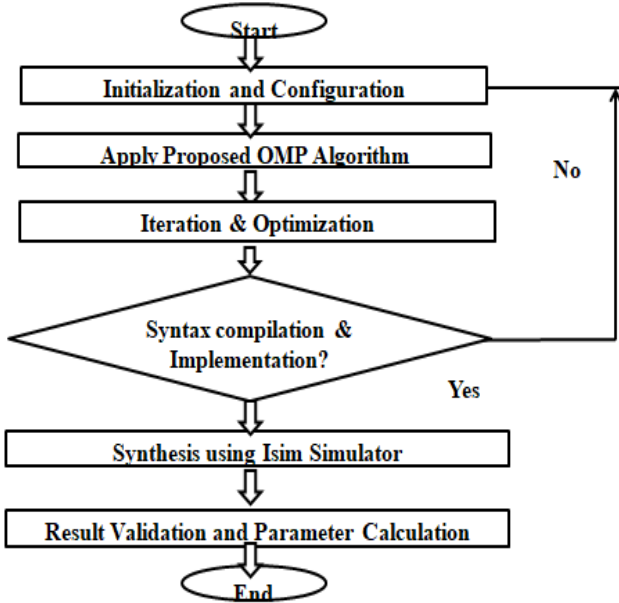 Start
Initialization and Configuration
Apply Proposed OMP Algorithm
No
Iteration & Optimization
Syntax compilation &
Implementation?
Yes
Synthesis using Isim Simulator
Result Validation and Parameter Calculation
End